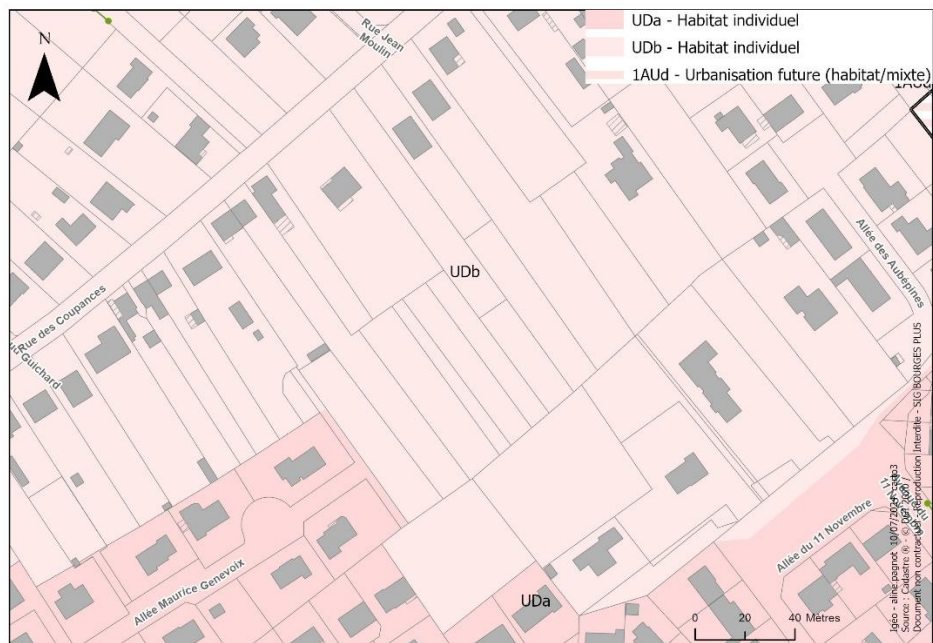 UDa - Habitat individuel
UDb - Habitat individuel
1AUd - Urbanisation future (habitat/mixte)
N
Rue Jean
Moulin
UDb
Allée des Aubépines
Rue des Coupances
Guichard
Allée Maurice Genevoix
Allée du 11 Novembre
UDa
0 20 40 Mètres
Document non contractuel - Reproduction Interdite - SIG BOURGES PLUS